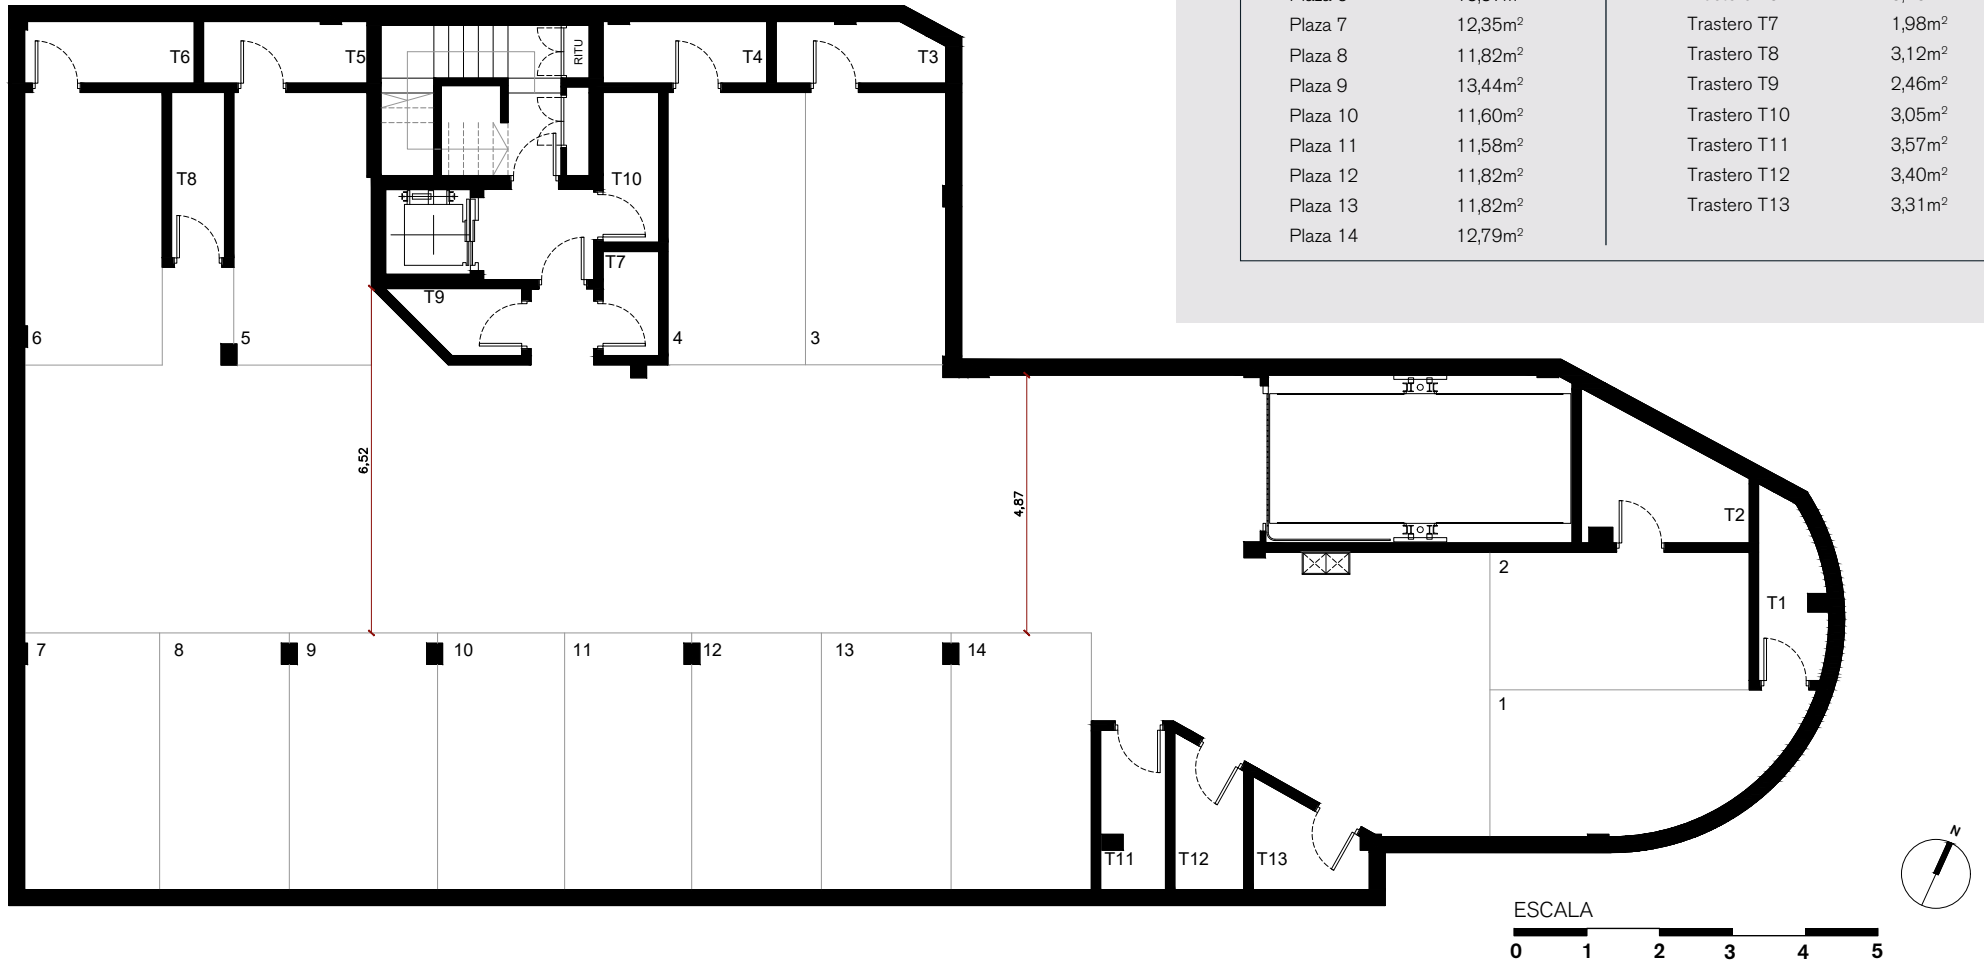 Plaza 7 12,35m²
Plaza 8 11,82m²
Plaza 9 13,44m²
Plaza 10 11,60m²
Plaza 11 11,58m²
Plaza 12 11,82m²
Plaza 13 11,82m²
Plaza 14 12,79m²
Trastero T7 1,98m²
Trastero T8 3,12m²
Trastero T9 2,46m²
Trastero T10 3,05m²
Trastero T11 3,57m²
Trastero T12 3,40m²
Trastero T13 3,31m²
T6
T5
RITU
T4
T3
T8
T10
T7
T9
6
5
4
3
6,52
4,87
T2
2
T1
1
7
8
9
10
11
12
13
14
T11
T12
T13
N
ESCALA
0 1 2 3 4 5